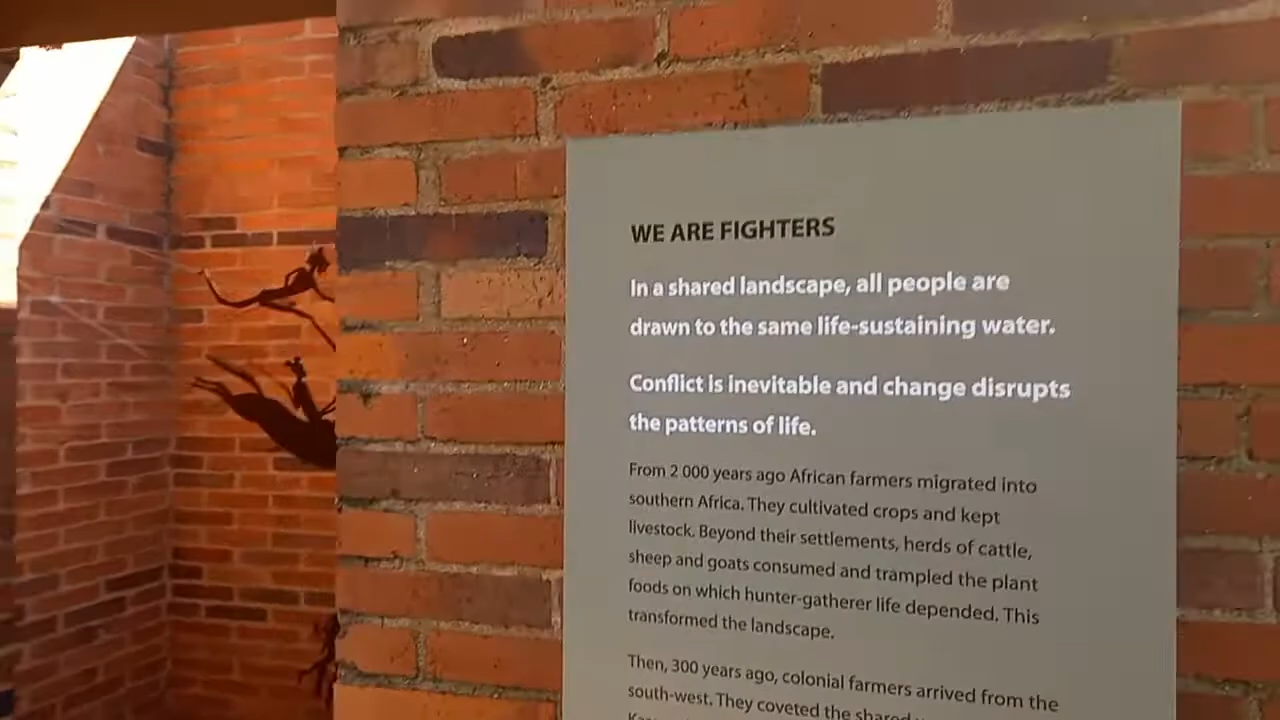 WE ARE FIGHTERS
In a shared landscape, all people are
drawn to the same life-sustaining water.
Conflict is inevitable and change disrupts
the patterns of life.
From 2 000 years ago African farmers migrated into
southern Africa. They cultivated crops and kept
livestock. Beyond their settlements, herds of cattle,
sheep and goats consumed and trampled the plant
foods on which hunter-gatherer life depended. This
transformed the landscape.
Then, 300 years ago, colonial farmers arrived from the
south-west. They coveted the shared